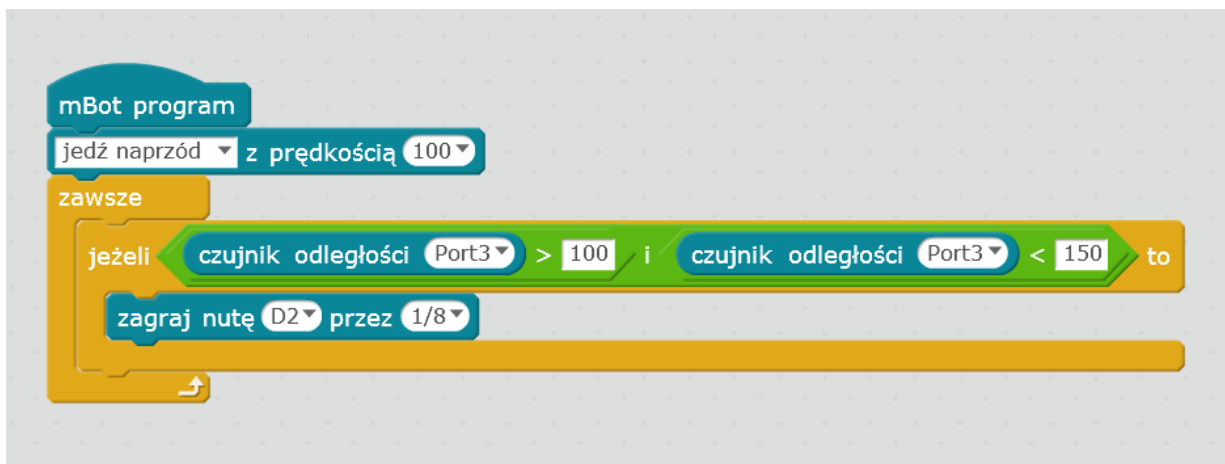 mBot program
jedź naprzód z prędkością 100
zawsze
jeżeli czujnik odległości Port3 > 100 i czujnik odległości Port3 < 150 to
zagraj nutę D2 przez 1/8